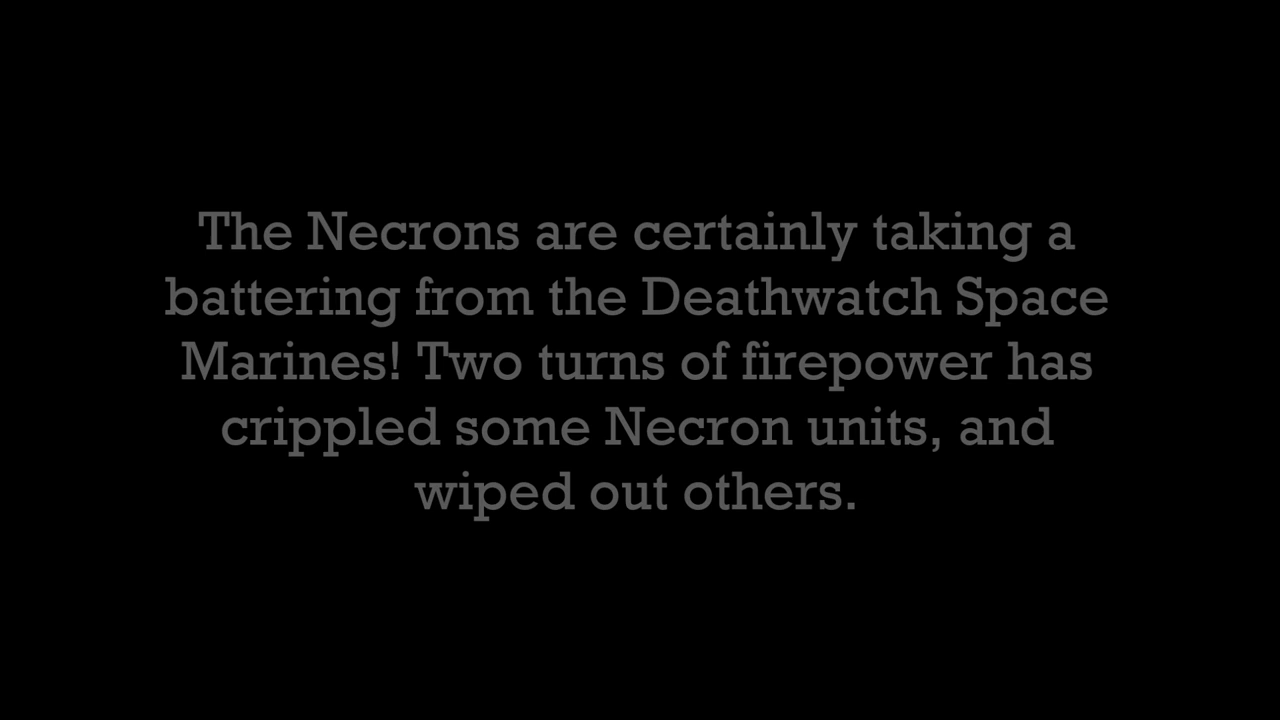 The Necrons are certainly taking a
battering from the Deathwatch Space
Marines! Two turns of firepower has
crippled some Necron units, and
wiped out others.